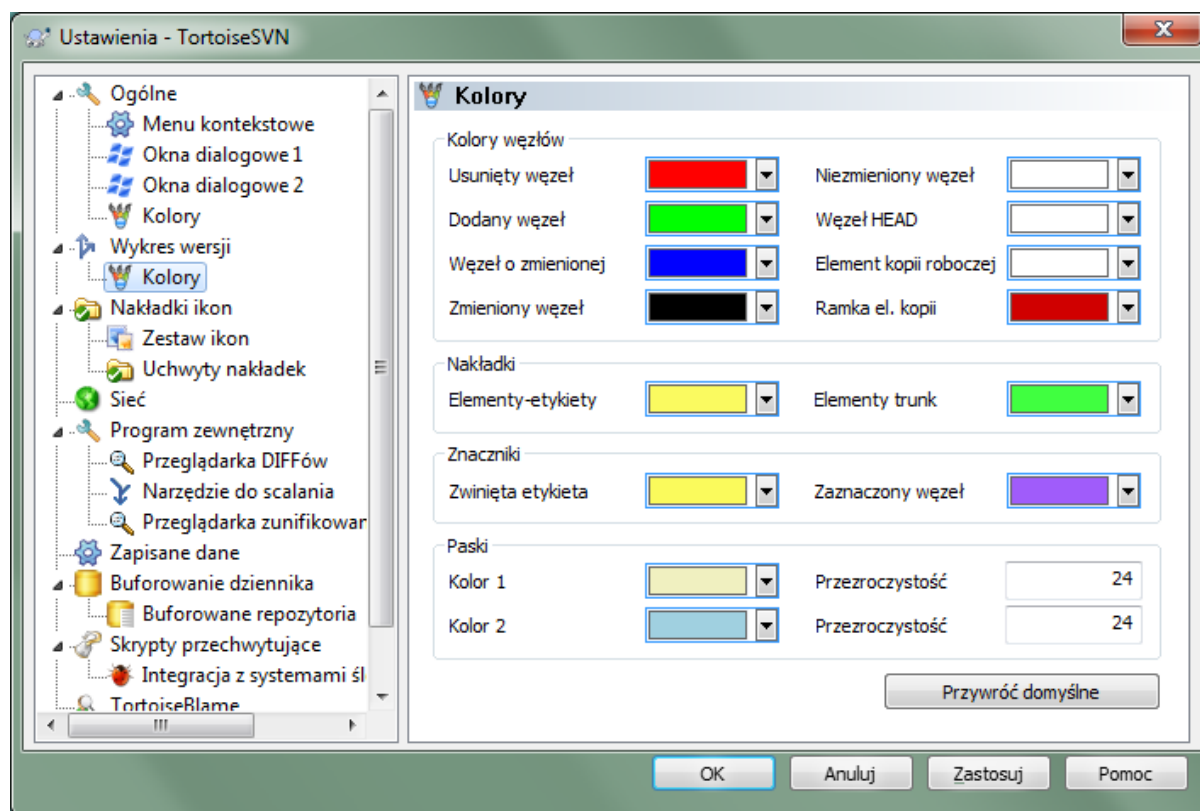 Ustawienia - TortoiseSVN
Ogólne
Menu kontekstowe
Okna dialogowe 1
Okna dialogowe 2
Kolory
Wykres wersji
Kolory
Nakładki ikon
Zestaw ikon
Uchwyty nakładek
Sieć
Program zewnętrzny
Przeglądarka DIFFów
Narzędzie do scalania
Przeglądarka zunifikowan
Zapisane dane
Buforowanie dziennika
Buforowane repozytoria
Skrypty przechwytujące
Integracja z systemami śl
TortoiseBlame
Kolory
Kolory węzłów
Usunięty węzeł
Niezmieniony węzeł
Dodany węzeł
Węzeł HEAD
Węzeł o zmienionej
Element kopii roboczej
Zmieniony węzeł
Ramka el. kopii
Nakładki
Elementy-etykiety
Elementy trunk
Znaczniki
Zwinięta etykieta
Zaznaczony węzeł
Paski
Kolor 1
Przezroczystość
24
Kolor 2
Przezroczystość
24
Przywróć domyślne
OK
Anuluj
Zastosuj
Pomoc